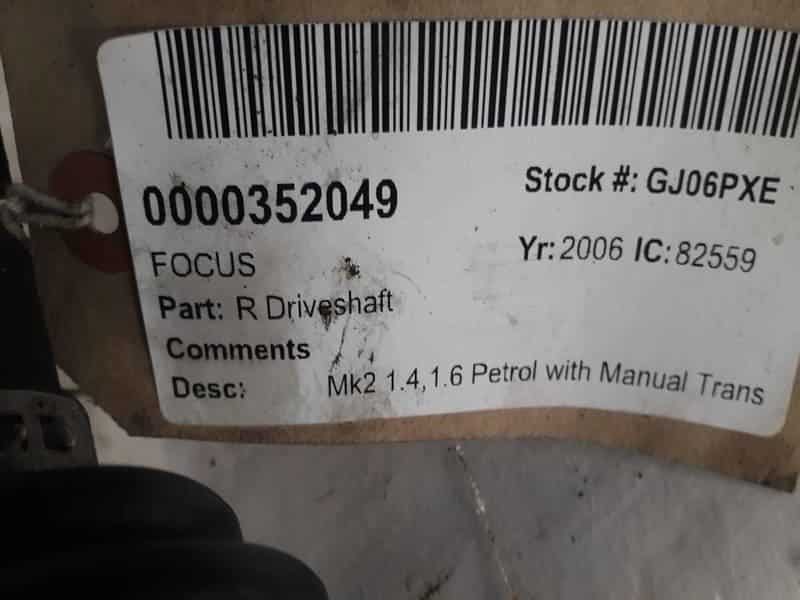 0000352049
Stock #: GJ06PXE
FOCUS
Yr: 2006 IC: 82559
Part: R Driveshaft
Comments
Desc: Mk2 1.4,1.6 Petrol with Manual Trans